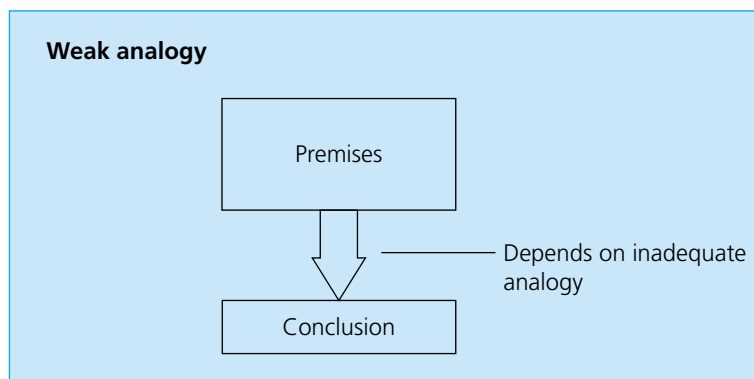 Weak analogy
Premises
Depends on inadequate
analogy
Conclusion